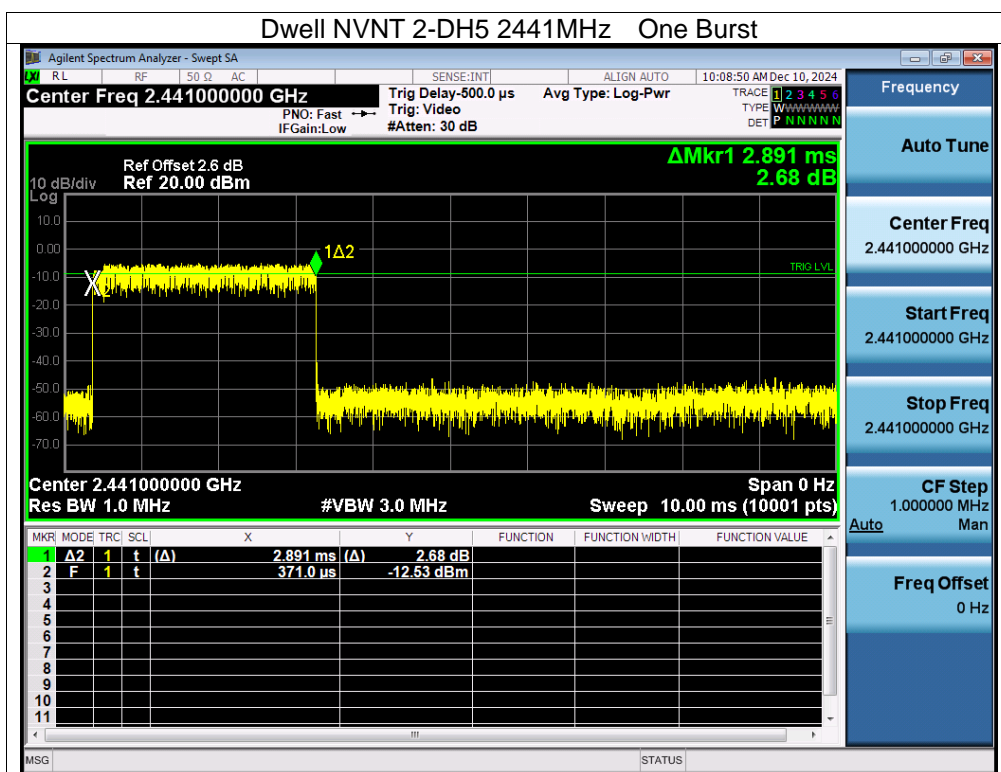 Dwell NVNT 2-DH5 2441MHz One Burst
Agilent Spectrum Analyzer - Swept SA
LXI RL RF 50 Ω AC SENSE:INT ALIGN AUTO 10:08:50 AM Dec 10, 2024
Center Freq 2.441000000 GHz Trig Delay-500.0 µs Avg Type: Log-Pwr TRACE 1 2 3 4 5 6
PNO: Fast Trig: Video TYPE WWWWWW
IFGain:Low #Atten: 30 dB DET P N N N N N
Ref Offset 2.6 dB ΔMkr1 2.891 ms
10 dB/div Ref 20.00 dBm 2.68 dB
Log
10.0
0.00
1Δ2
TRIG LVL
-10.0
2
-20.0
-30.0
-40.0
-50.0
-60.0
-70.0
Center 2.441000000 GHz Span 0 Hz
Res BW 1.0 MHz #VBW 3.0 MHz Sweep 10.00 ms (10001 pts)
MKR MODE TRC SCL X Y FUNCTION FUNCTION WIDTH FUNCTION VALUE
1 Δ2 1 t (Δ) 2.891 ms (Δ) 2.68 dB
2 F 1 t 371.0 µs -12.53 dBm
3
4
5
6
7
8
9
10
11
MSG STATUS
Frequency
Auto Tune
Center Freq
2.441000000 GHz
Start Freq
2.441000000 GHz
Stop Freq
2.441000000 GHz
CF Step
1.000000 MHz
Auto Man
Freq Offset
0 Hz